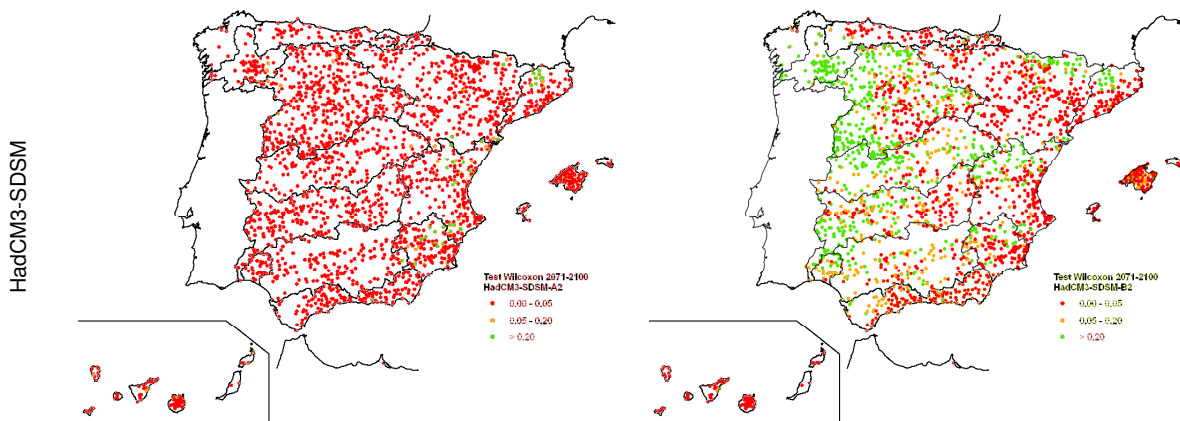 HadCM3-SDSM
Test Wilcoxon 2071-2100
HadCM3-SDSM-A2
0.00 - 0.05
0.05 - 0.20
> 0.20
Test Wilcoxon 2071-2100
HadCM3-SDSM-B2
0.00 - 0.05
0.05 - 0.20
> 0.20